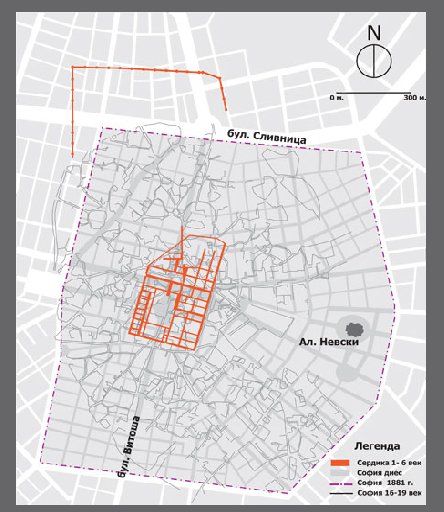 N
0 м. 300 м.
бул. Сливница
Ал. Невски
бул. Витоша
Легенда
Сердика 1- 6 век
София днес
София 1881 г.
София 16-19 век